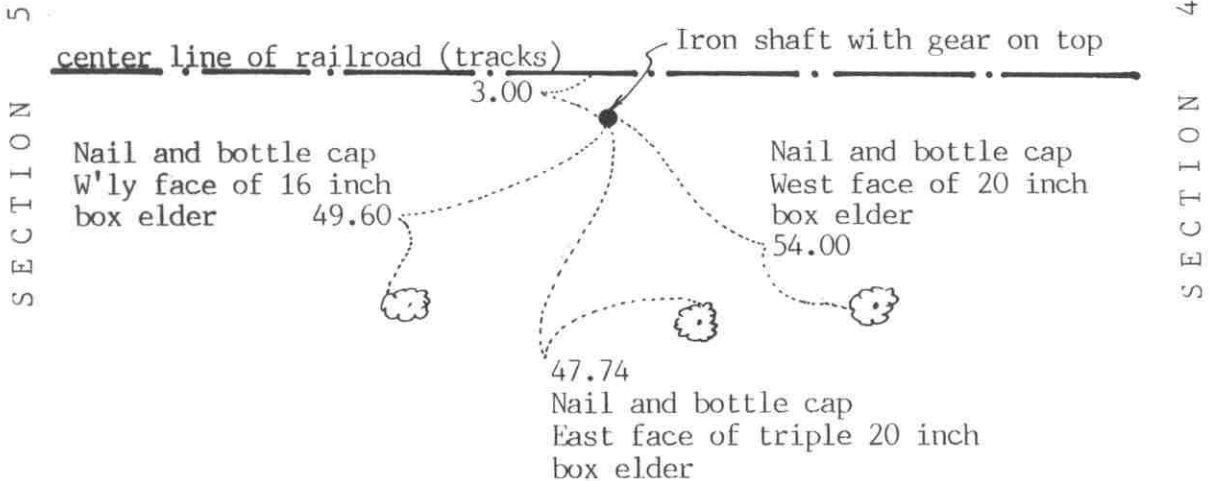 SECTION 5
SECTION 4
center line of railroad (tracks)
Iron shaft with gear on top
3.00
Nail and bottle cap
W'ly face of 16 inch
box elder 49.60
Nail and bottle cap
West face of 20 inch
box elder
54.00
47.74
Nail and bottle cap
East face of triple 20 inch
box elder